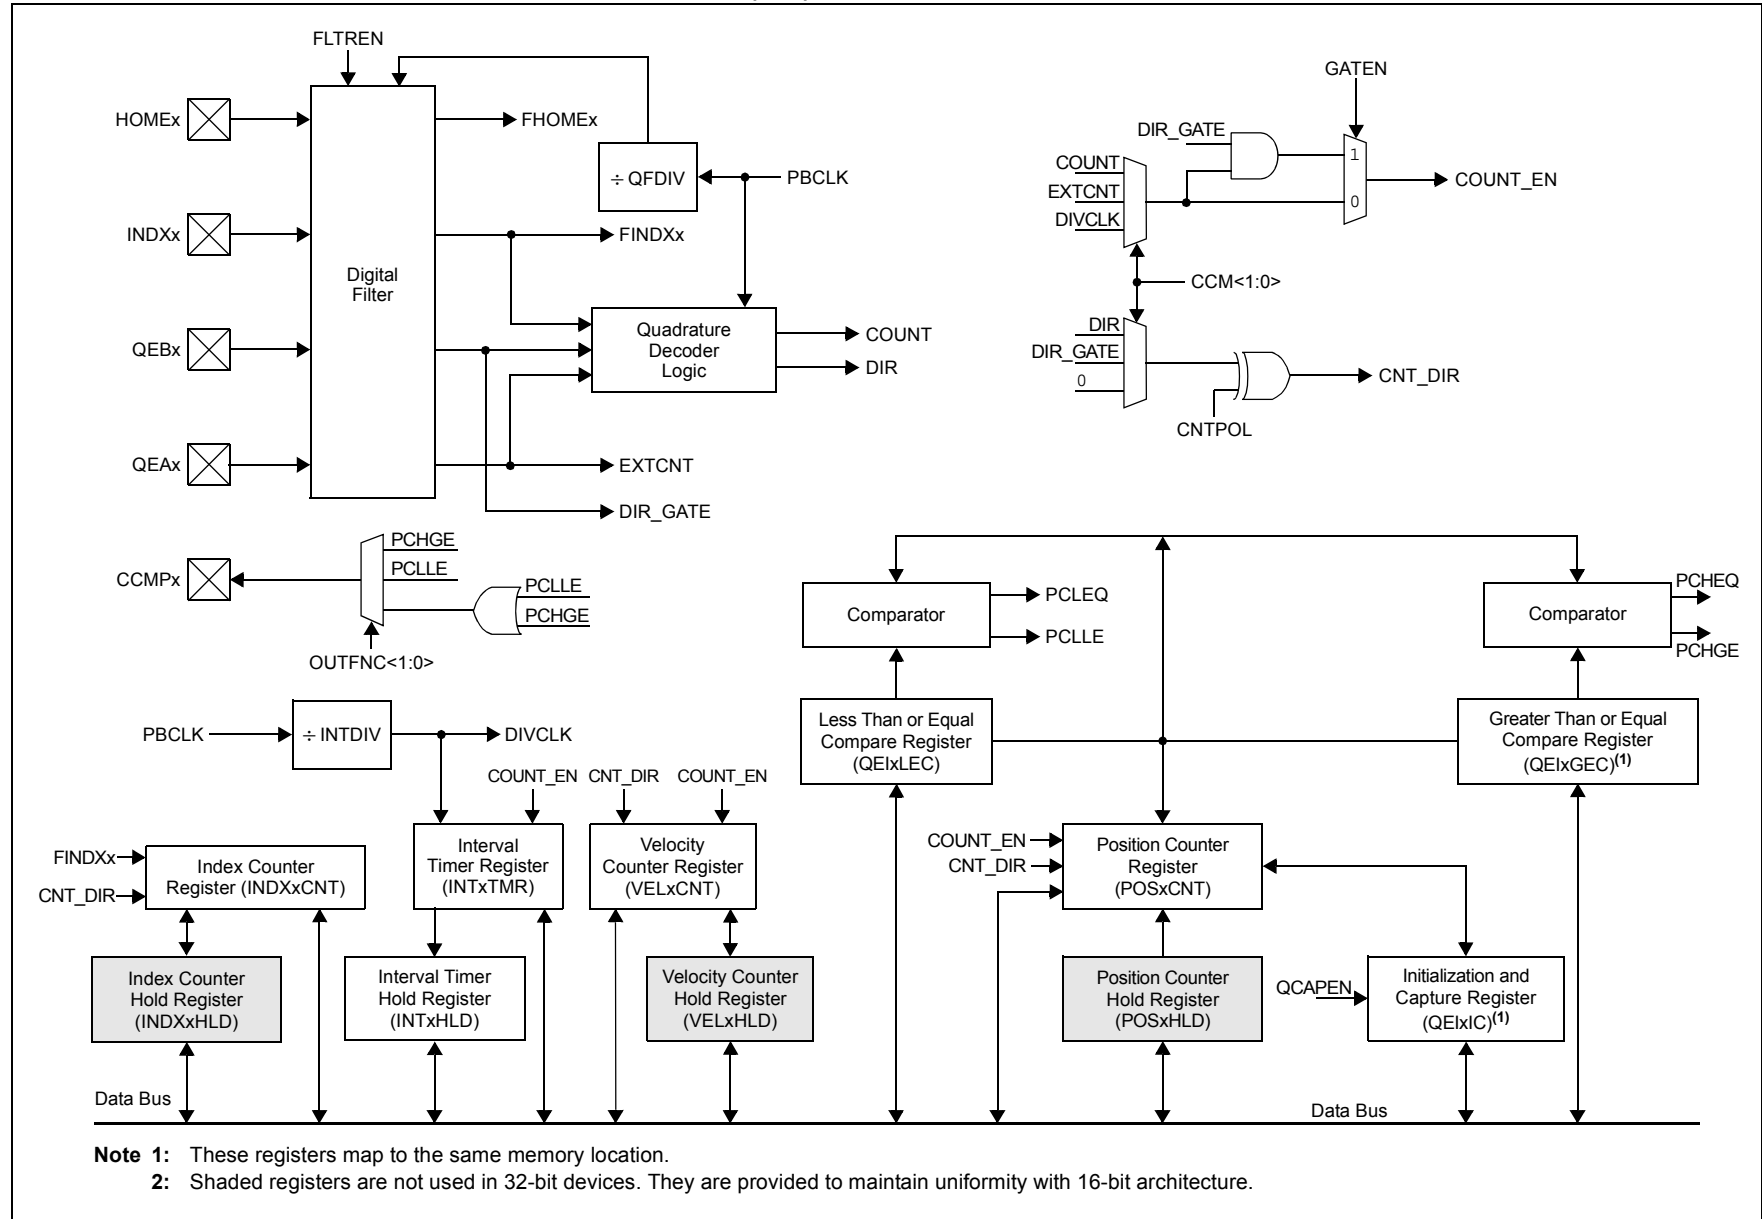 FLTREN
HOMEx
FHOMEx
÷ QFDIV
PBCLK
INDXx
FINDXx
Digital
Filter
QEBx
Quadrature
Decoder
Logic
COUNT
DIR
QEAx
EXTCNT
DIR_GATE
GATEN
DIR_GATE
COUNT
EXTCNT
DIVCLK
1
0
COUNT_EN
CCM<1:0>
DIR
DIR_GATE
0
CNTPOL
CNT_DIR
CCMPx
PCHGE
PCLLE
PCLLE
PCHGE
OUTFNC<1:0>
Comparator
PCLEQ
PCLLE
Comparator
PCHEQ
PCHGE
PBCLK
÷ INTDIV
DIVCLK
Less Than or Equal
Compare Register
(QEIxLEC)
Greater Than or Equal
Compare Register
(QEIxGEC)(1)
COUNT_EN
CNT_DIR
COUNT_EN
FINDXx
CNT_DIR
Index Counter
Register (INDXxCNT)
Interval
Timer Register
(INTxTMR)
Velocity
Counter Register
(VELxCNT)
COUNT_EN
CNT_DIR
Position Counter
Register
(POSxCNT)
Index Counter
Hold Register
(INDXxHLD)
Interval Timer
Hold Register
(INTxHLD)
Velocity Counter
Hold Register
(VELxHLD)
Position Counter
Hold Register
(POSxHLD)
QCAPEN
Initialization and
Capture Register
(QEIxIC)(1)
Data Bus
Data Bus
Note 1: These registers map to the same memory location.
2: Shaded registers are not used in 32-bit devices. They are provided to maintain uniformity with 16-bit architecture.